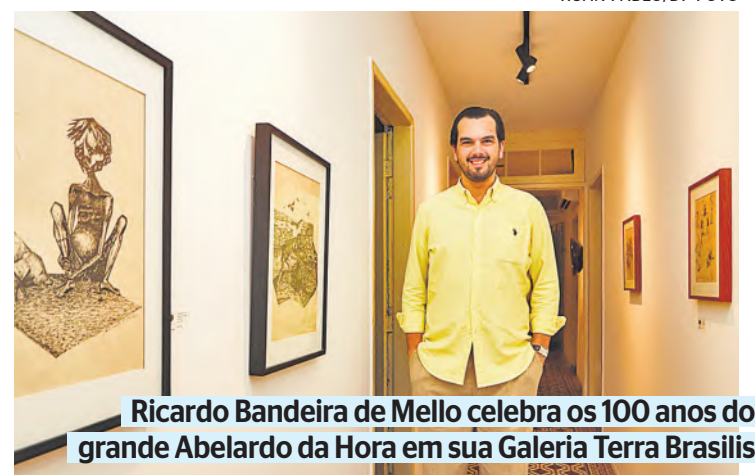 Ricardo Bandeira de Mello celebra os 100 anos do
grande Abelardo da Hora em sua Galeria Terra Brasilis